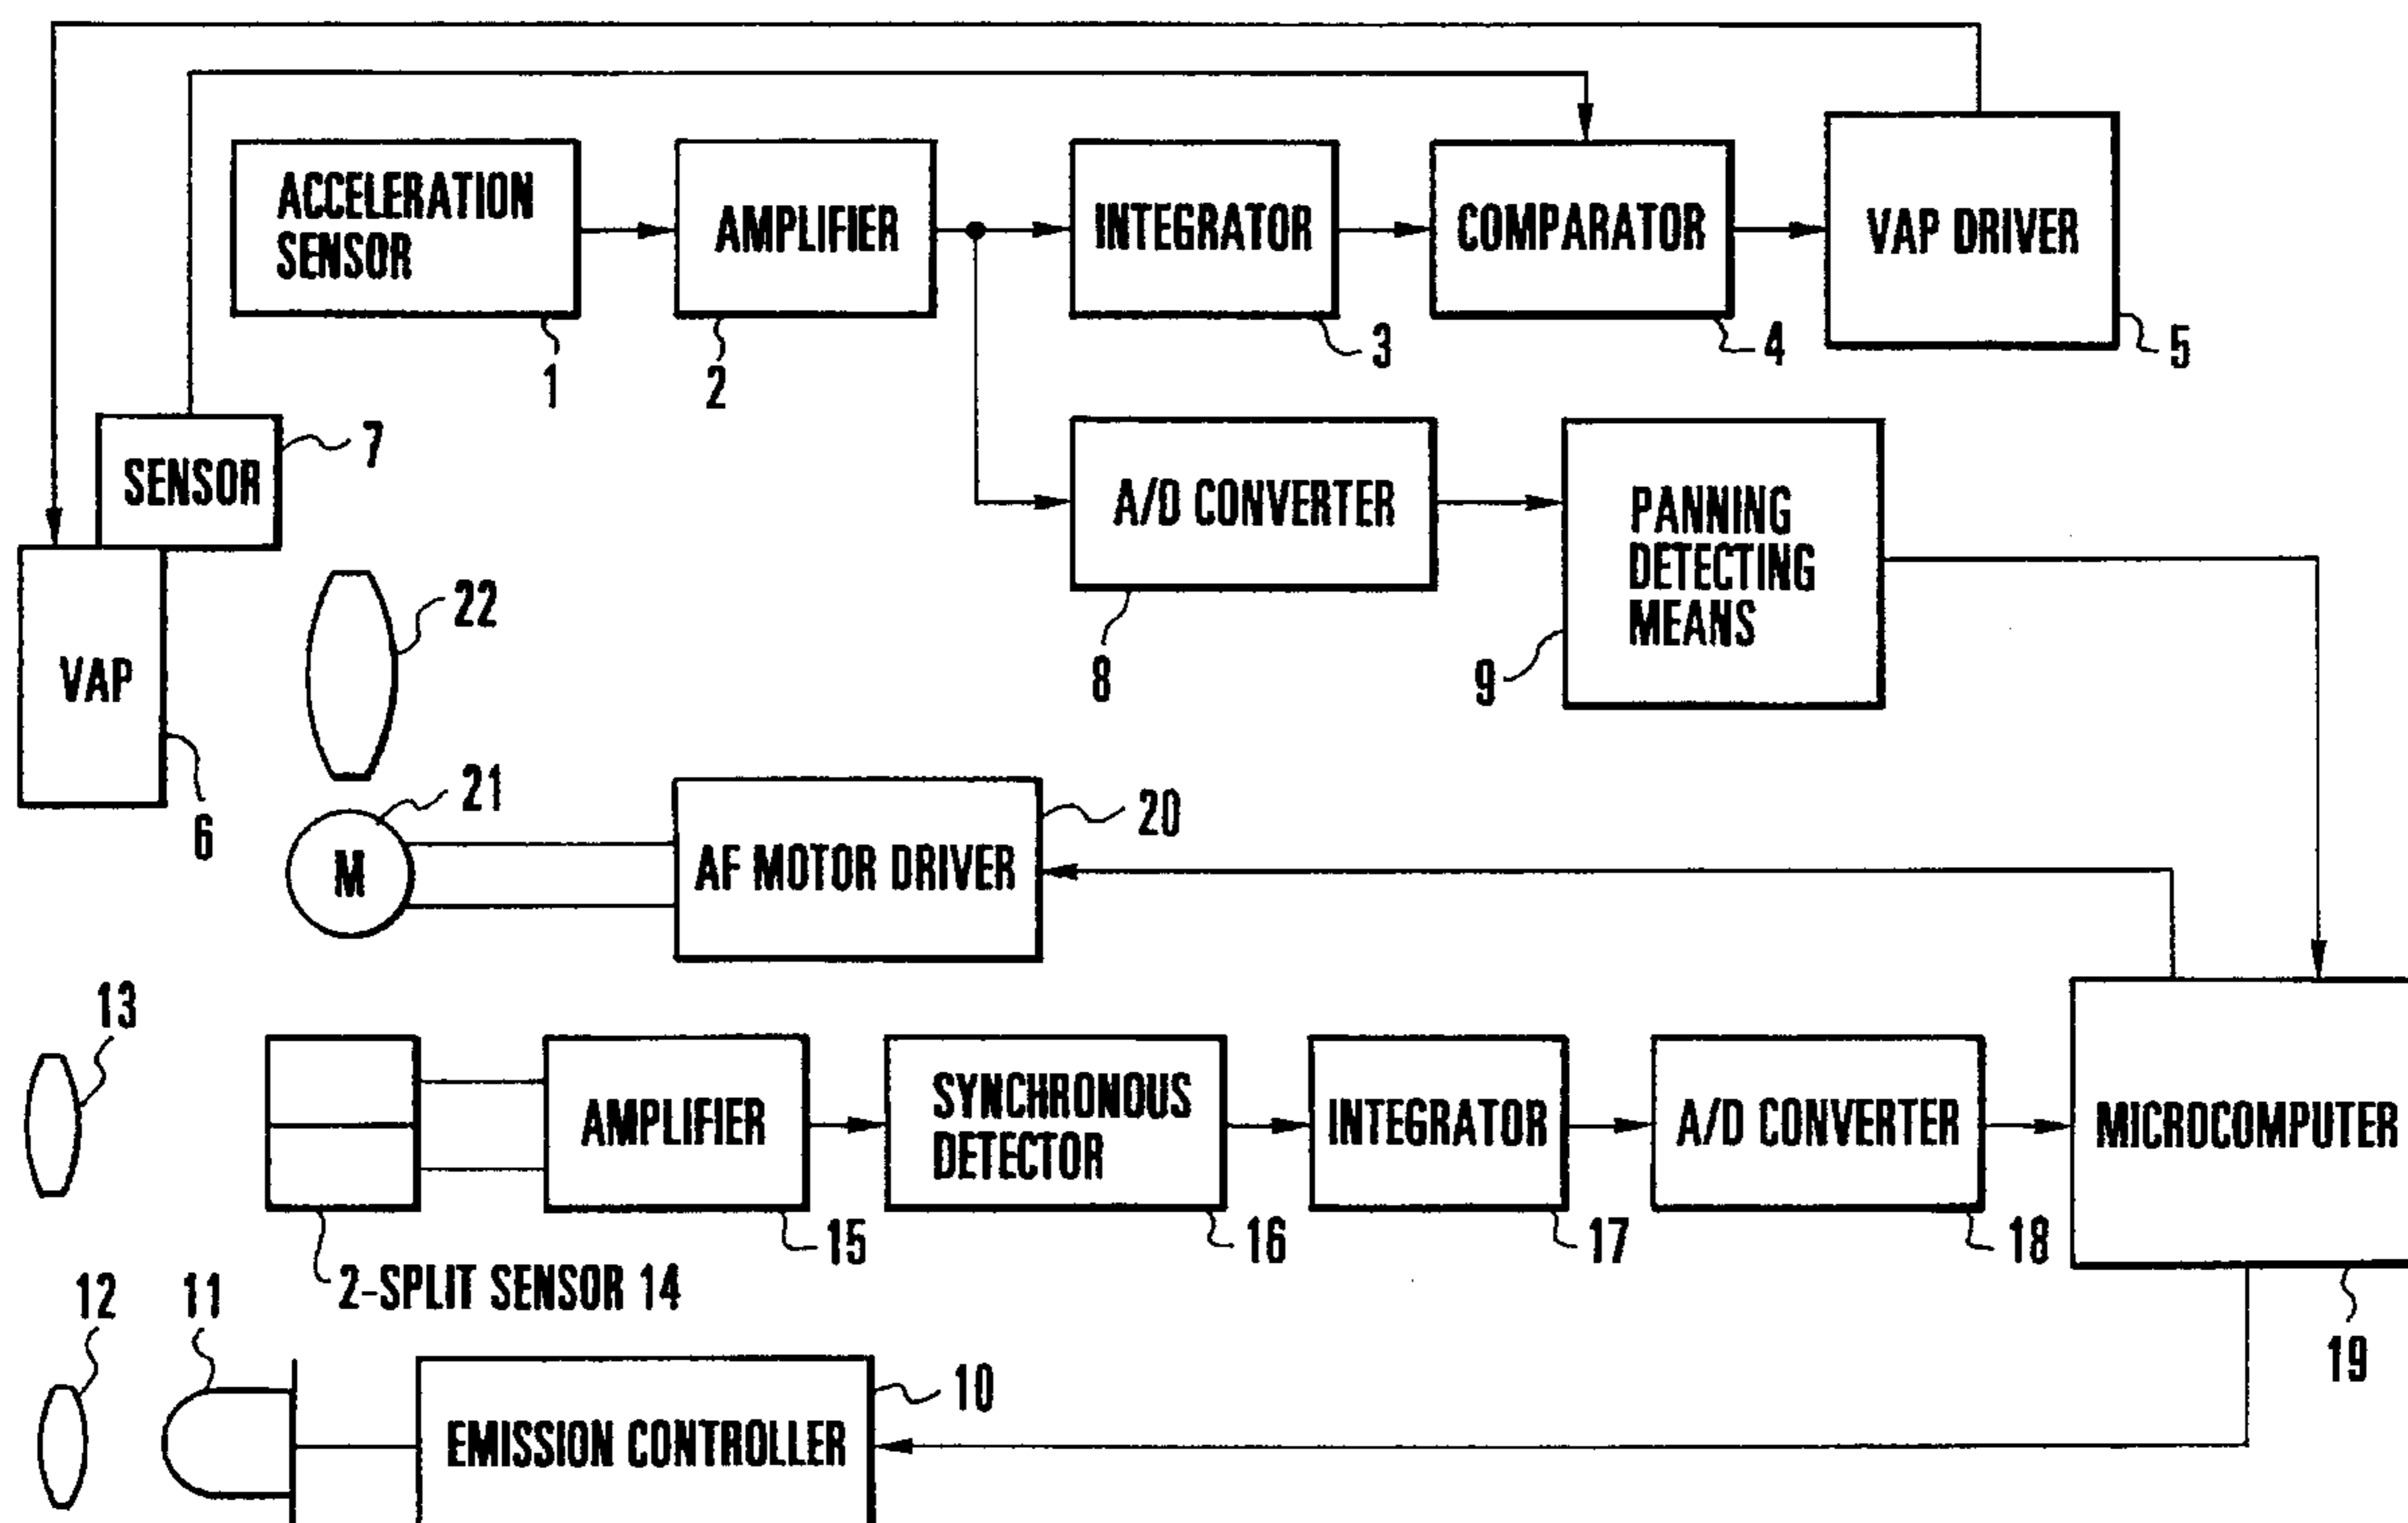 ACCELERATION
SENSOR
AMPLIFIER
INTEGRATOR
COMPARATOR
VAP DRIVER
1
2
3
4
5
SENSOR
7
A/D CONVERTER
8
PANNING
DETECTING
MEANS
9
VAP
6
22
21
M
AF MOTOR DRIVER
20
13
AMPLIFIER
SYNCHRONOUS
DETECTOR
INTEGRATOR
A/D CONVERTER
MICROCOMPUTER
15
16
17
18
19
2-SPLIT SENSOR 14
12
11
EMISSION CONTROLLER
10